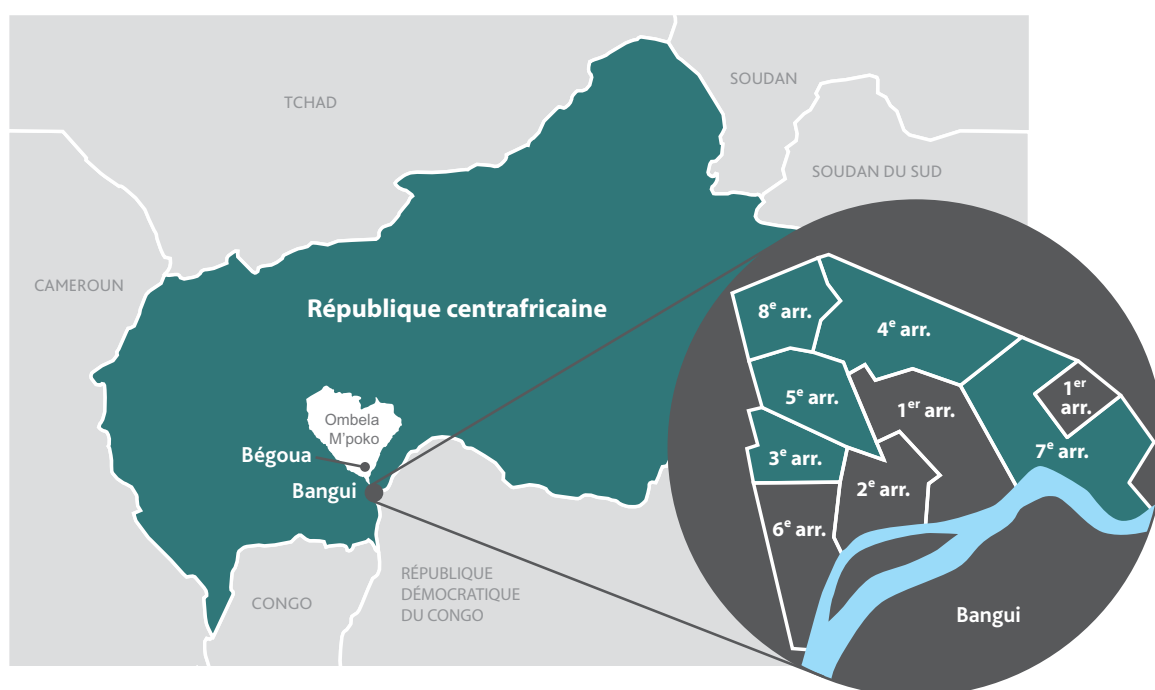 TCHAD
SOUDAN
SOUDAN DU SUD
CAMEROUN
République centrafricaine
Ombela
M'poko
Bégoua
Bangui
CONGO
RÉPUBLIQUE
DÉMOCRATIQUE
DU CONGO
8e arr.
4e arr.
5e arr.
1er arr.
1er
arr.
3e arr.
7e arr.
2e arr.
6e arr.
Bangui